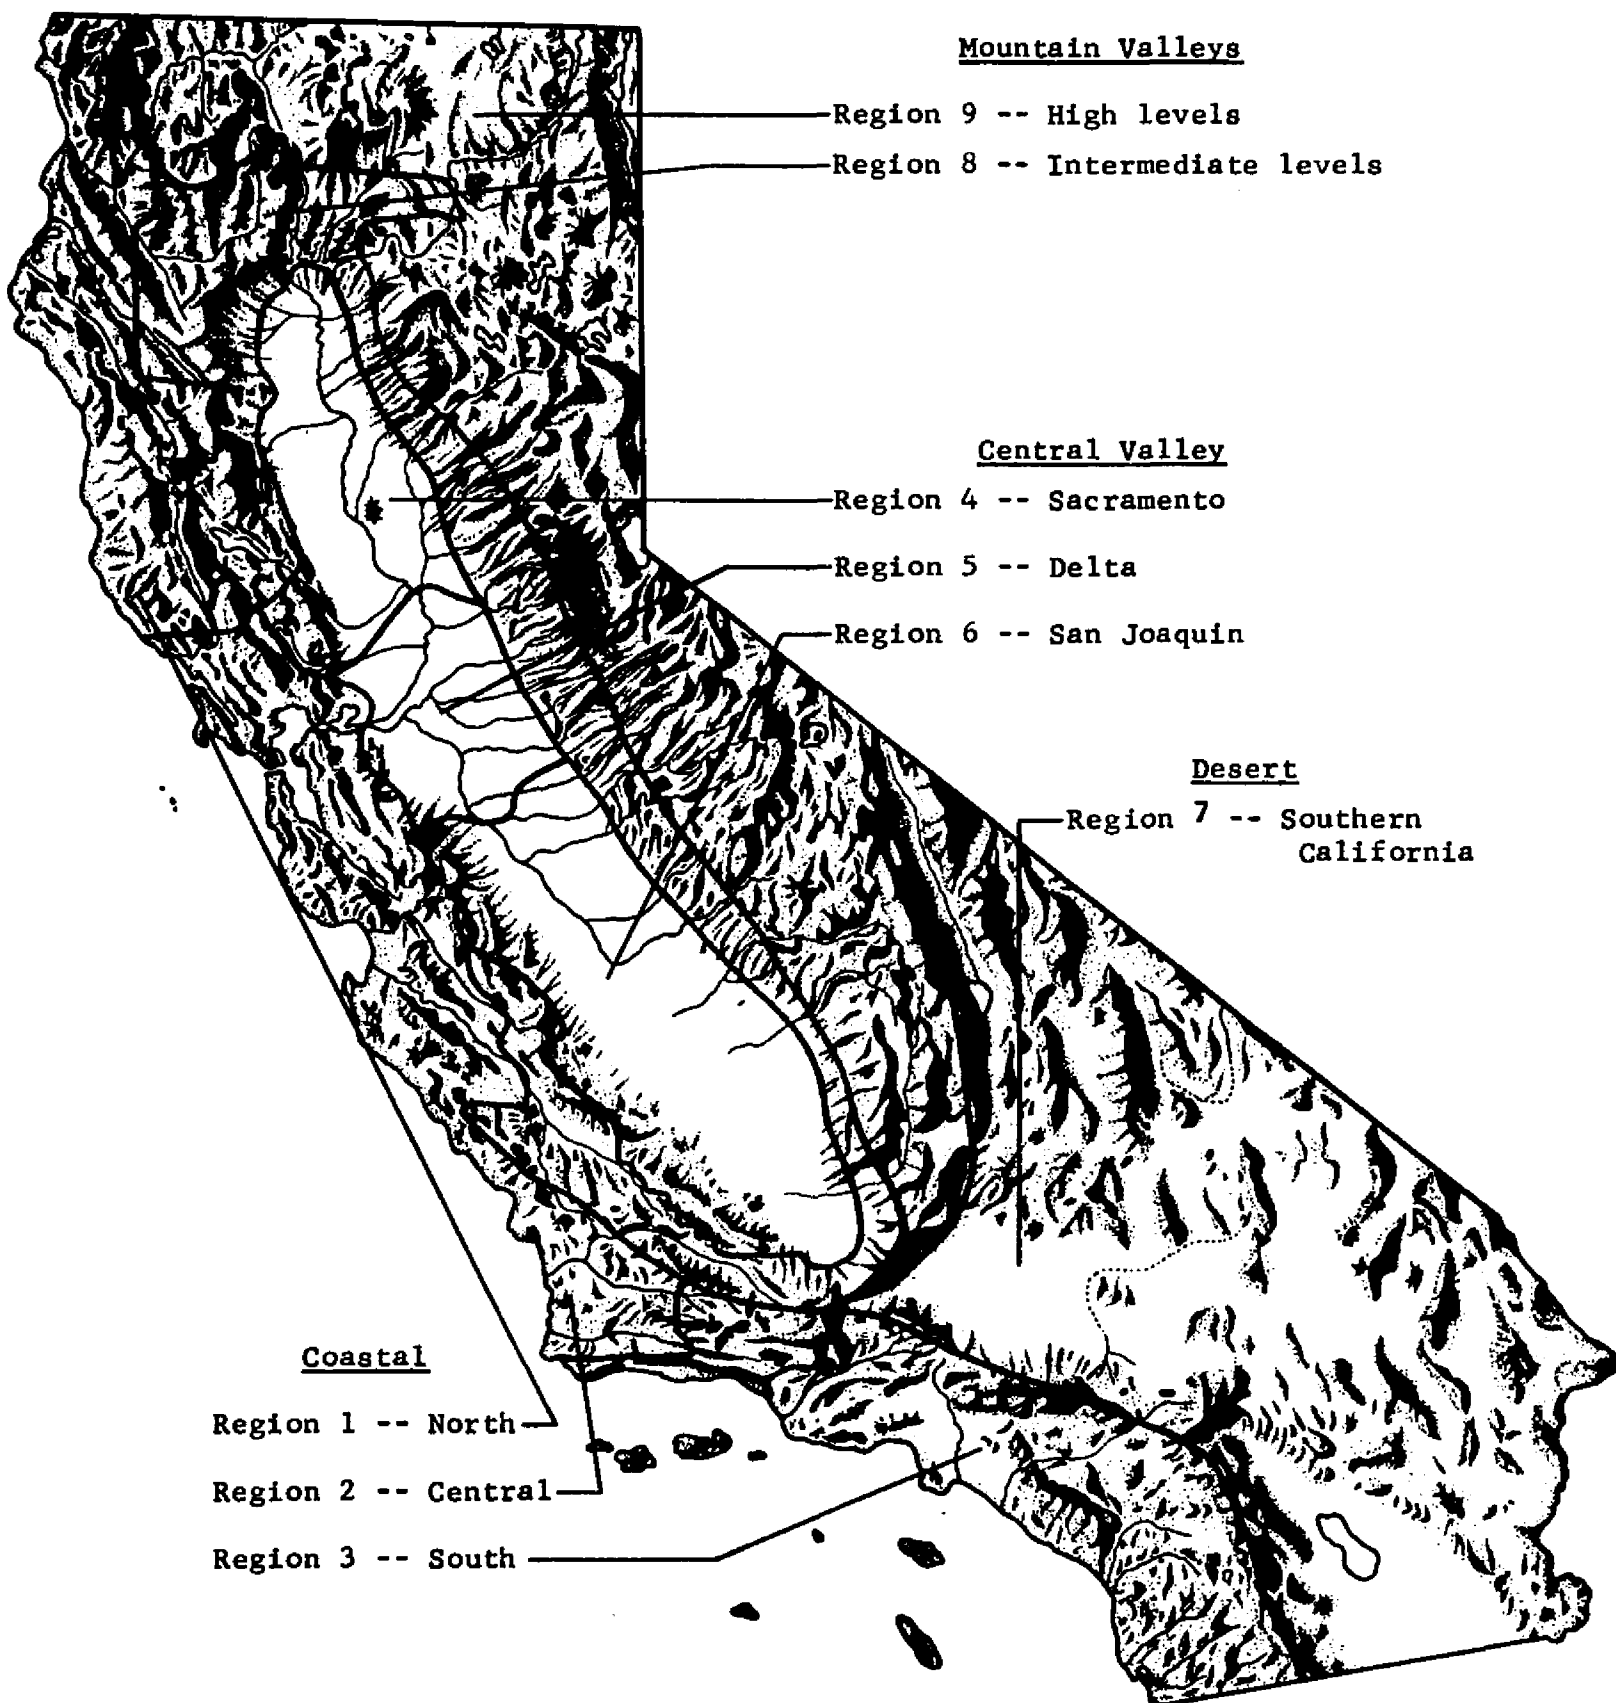 Mountain Valleys
Region 9 -- High levels
Region 8 -- Intermediate levels
Central Valley
Region 4 -- Sacramento
Region 5 -- Delta
Region 6 -- San Joaquin
Desert
Region 7 -- Southern
California
Coastal
Region 1 -- North
Region 2 -- Central
Region 3 -- South